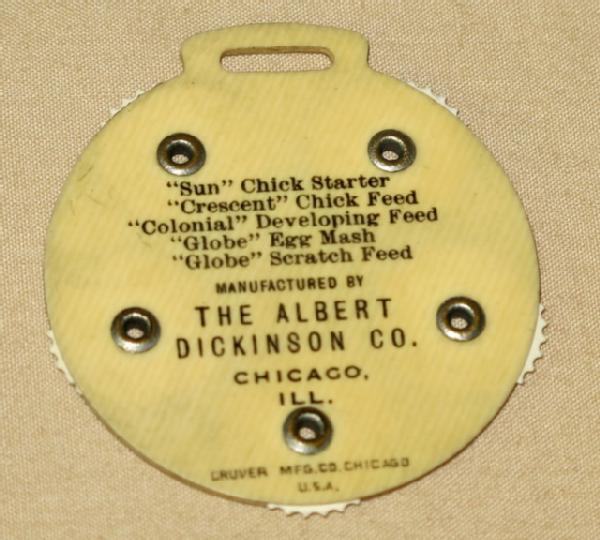 "Sun" Chick Starter
"Crescent" Chick Feed
"Colonial" Developing Feed
"Globe" Egg Mash
"Globe" Scratch Feed
MANUFACTURED BY
THE ALBERT
DICKINSON CO.
CHICAGO,
ILL.
CRUVER MFG.CO.CHICAGO
U.S.A.